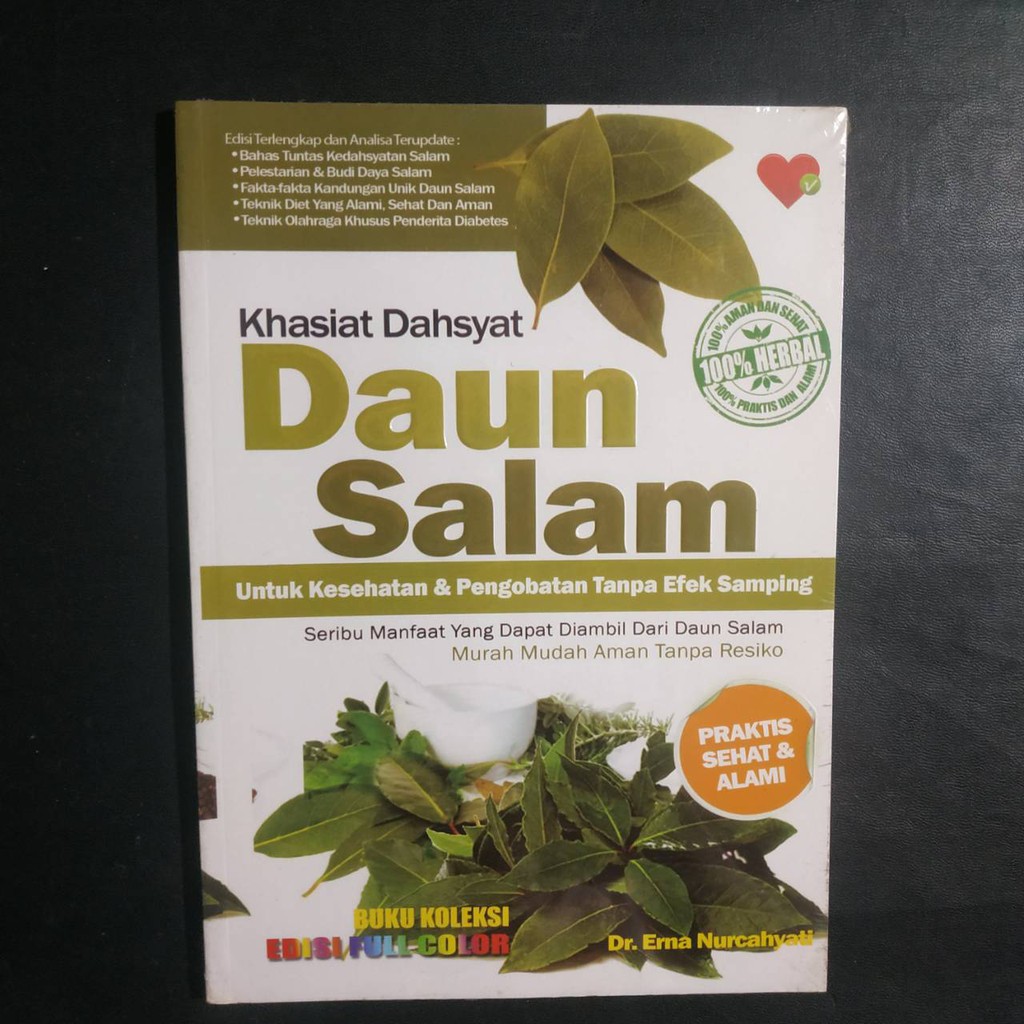 Edisi Terlengkap dan Analisa Terupdate :
•Bahas Tuntas Kedahsyatan Salam
•Pelestarian & Budi Daya Salam
•Fakta-fakta Kandungan Unik Daun Salam
•Teknik Diet Yang Alami, Sehat Dan Aman
•Teknik Olahraga Khusus Penderita Diabetes
Khasiat Dahsyat
Daun
Salam
100% AMAN DAN SEHAT
100% HERBAL
100% PRAKTIS DAN ALAMI
Untuk Kesehatan & Pengobatan Tanpa Efek Samping
Seribu Manfaat Yang Dapat Diambil Dari Daun Salam
Murah Mudah Aman Tanpa Resiko
PRAKTIS
SEHAT &
ALAMI
BUKU KOLEKSI
EDISI FULL COLOR
Dr. Erna Nurcahyati